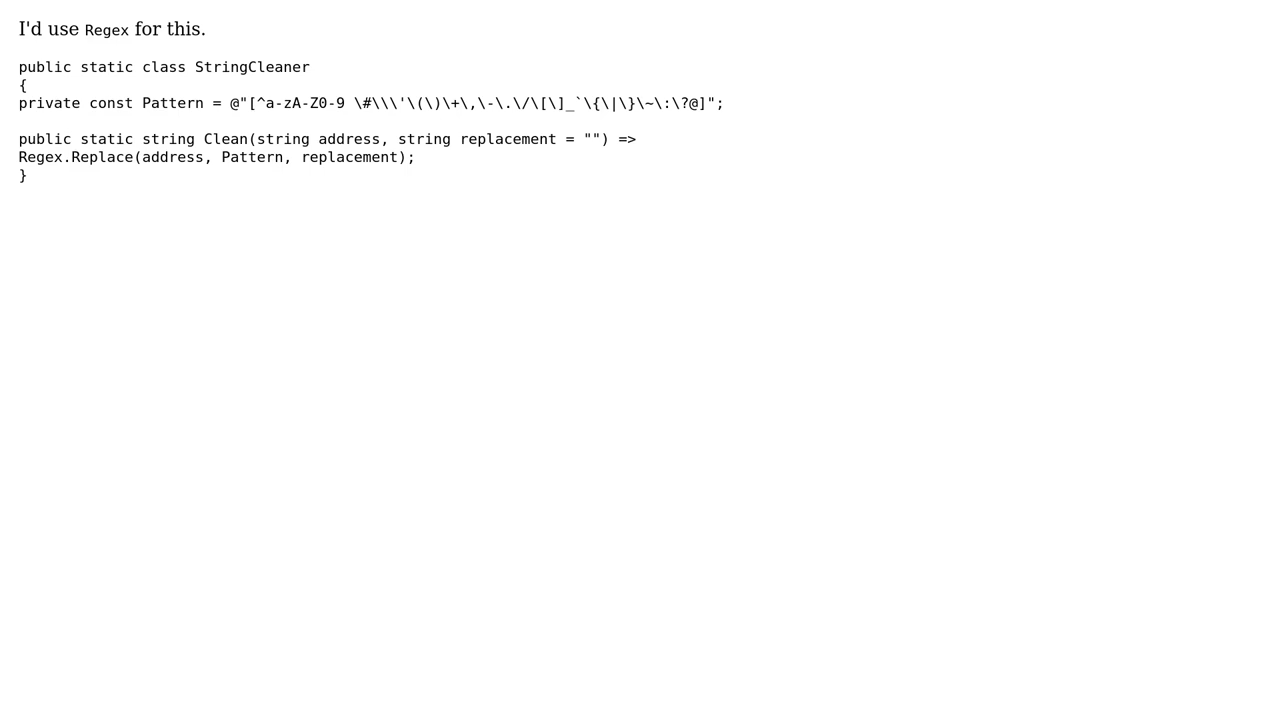 I'd use Regex for this.
public static class StringCleaner
{
private const Pattern = @"[^a-zA-Z0-9 \#\\\'\(\)\+\,\-\.\/\[\]_`\{\|\}\~\:\?@]";
public static string Clean(string address, string replacement = "") =>
Regex.Replace(address, Pattern, replacement);
}